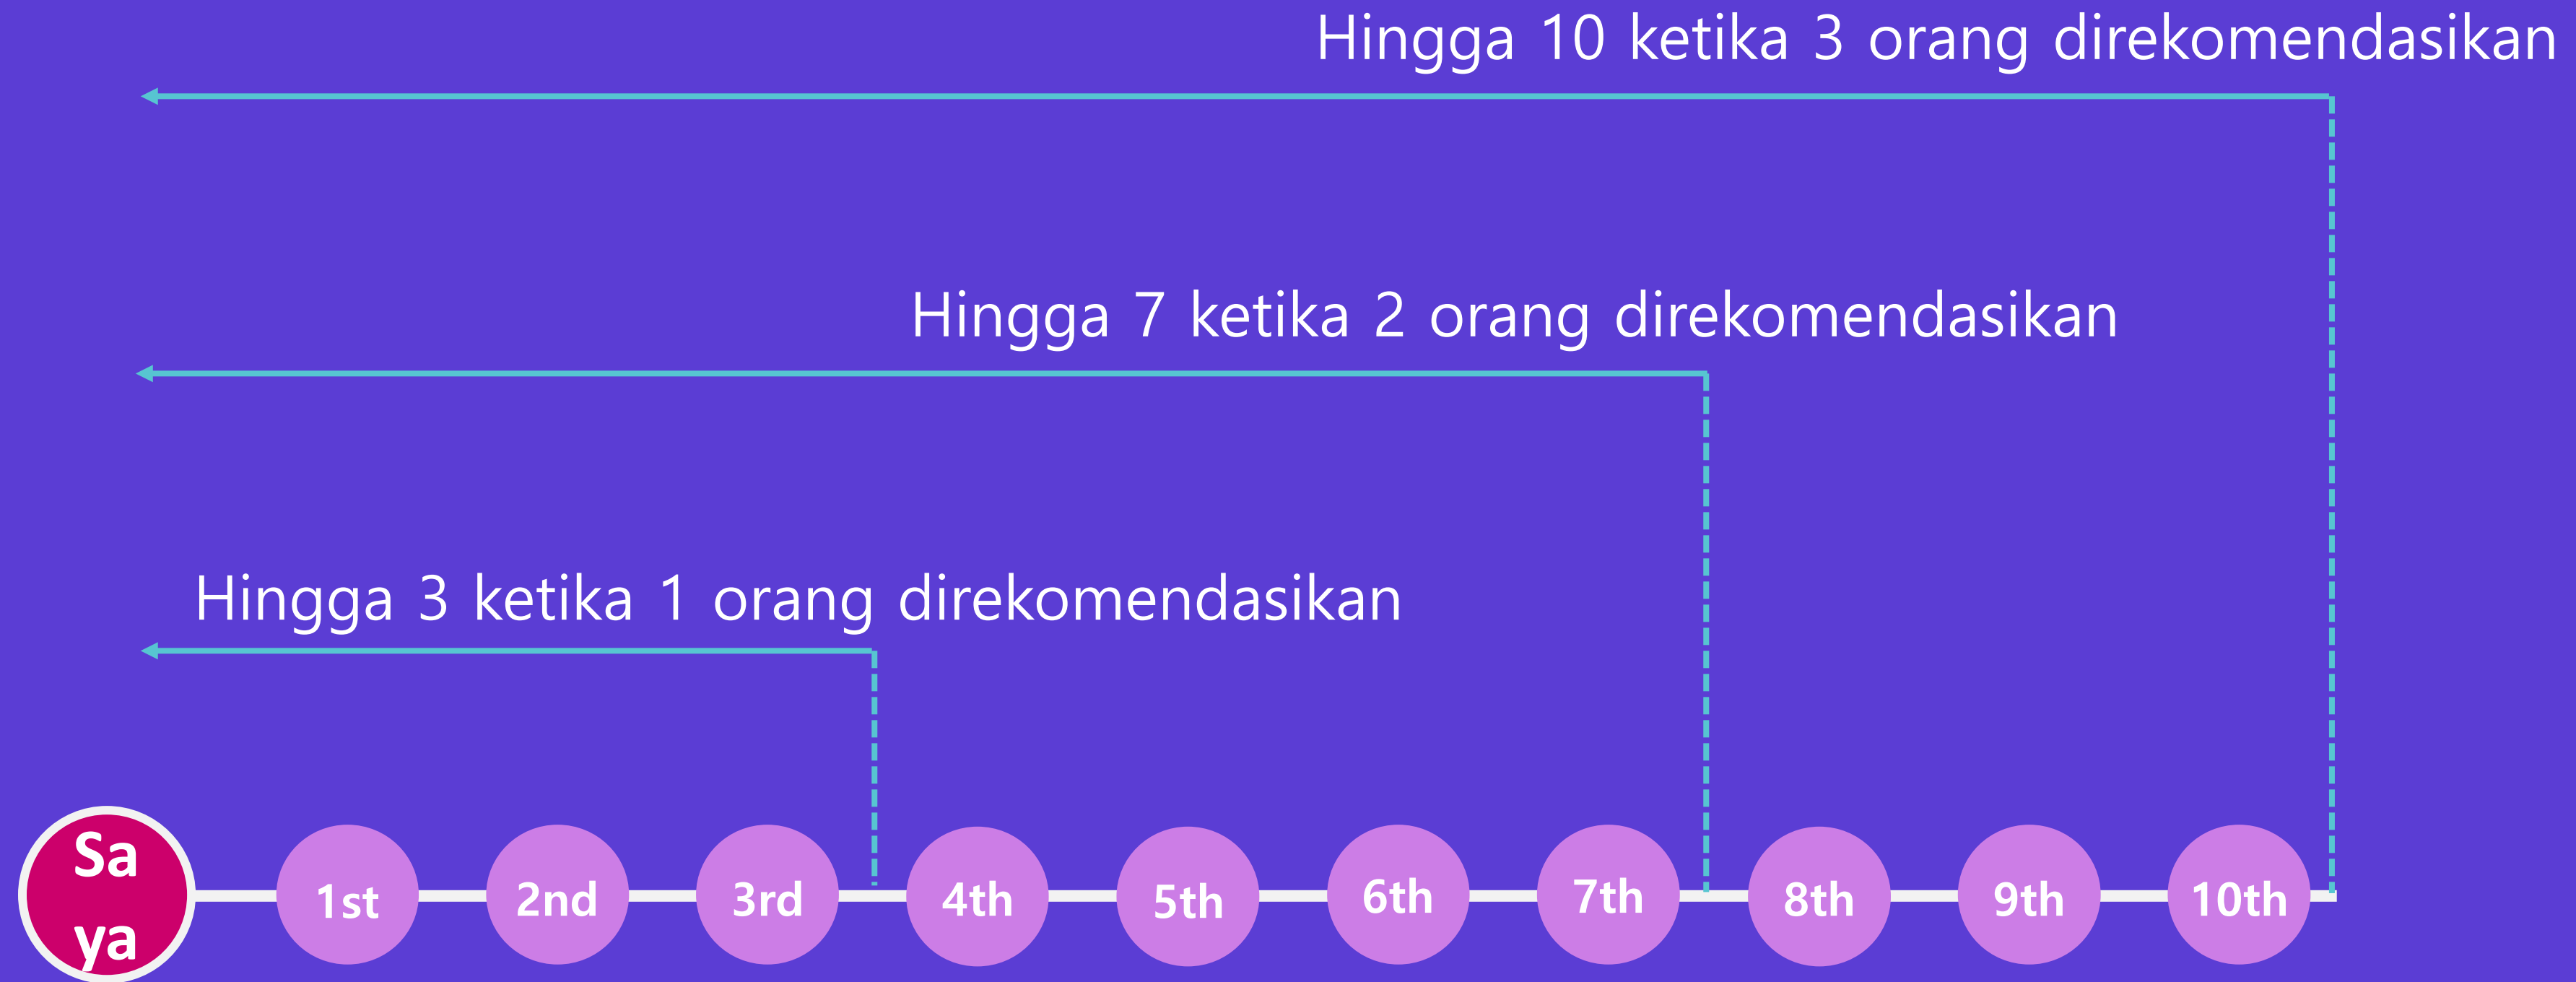 Hingga 10 ketika 3 orang direkomendasikan
Hingga 7 ketika 2 orang direkomendasikan
Hingga 3 ketika 1 orang direkomendasikan
Sa
ya
1st
2nd
3rd
4th
5th
6th
7th
8th
9th
10th